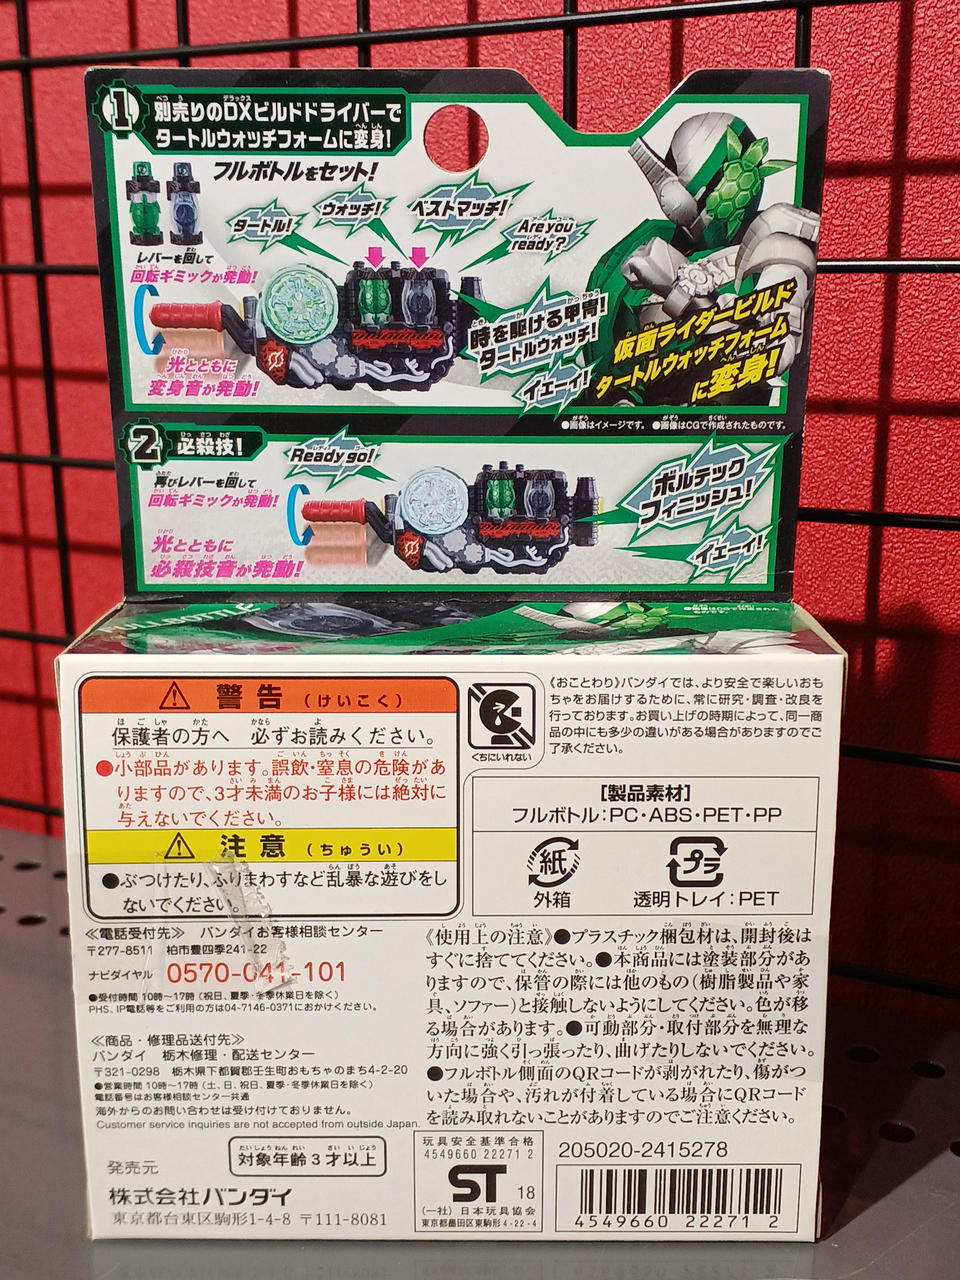 1 別売りのDXビルドドライバーで
タートルウォッチフォームに変身!
フルボトルをセット!
タートル!
ウォッチ!
ベストマッチ!
Are you
ready?
レバーを回して
回転ギミックが発動!
光とともに
変身音が発動!
時を駆ける甲冑!
タートルウォッチ!
イェーイ!
仮面ライダービルド
タートルウォッチフォーム
に変身!
●画像はイメージです。 ●画像はCGで作成されたものです。
2 必殺技!
Ready go!
再びレバーを回して
回転ギミックが発動!
光とともに
必殺技音が発動!
ボルテック
フィニッシュ!
イェーイ!
警告(けいこく)
保護者の方へ 必ずお読みください。
●小部品があります。誤飲・窒息の危険があ
りますので、3才未満のお子様には絶対に
与えないでください。
注意(ちゅうい)
●ぶつけたり、ふりまわすなど乱暴な遊びをし
ないでください。
くちにいれない
《おことわり》バンダイでは、より安全で楽しいおも
ちゃをお届けするために、常に研究・調査・改良を
行っております。お買い上げの時期によって、同一商
品の中にも多少の違いがある場合がありますのでご
了承ください。
【製品素材】
フルボトル:PC・ABS・PET・PP
紙
外箱
プラ
透明トレイ:PET
≪電話受付先≫ バンダイお客様相談センター
〒277-8511 柏市豊四季241-22
ナビダイヤル 0570-041-101
●受付時間 10時~17時(祝日、夏季・冬季休業日を除く)
PHS、IP電話等をご利用の方は04-7146-0371におかけください。
≪商品・修理品送付先≫
バンダイ 栃木修理・配送センター
〒321-0298 栃木県下都賀郡壬生町おもちゃのまち4-2-20
●営業時間 10時~17時(土、日、祝日、夏季・冬季休業日を除く)
電話番号はお客様相談センター共通
海外からのお問い合わせは受け付けておりません。
Customer service inquiries are not accepted from outside Japan.
《使用上の注意》●プラスチック梱包材は、開封後は
すぐに捨ててください。●本商品には塗装部分があ
りますので、保管の際には他のもの(樹脂製品や家
具、ソファー)と接触しないようにしてください。色が移
る場合があります。●可動部分・取付部分を無理な
方向に強く引っ張ったり、曲げたりしないでください。
●フルボトル側面のQRコードが剥がれたり、傷がつ
いた場合や、汚れが付着している場合にQRコード
を読み取れないことがありますのでご注意ください。
発売元
対象年齢3才以上
株式会社バンダイ
東京都台東区駒形1-4-8 〒111-8081
玩具安全基準合格
4549660 22271 2
ST 18
(一社)日本玩具協会
東京都墨田区東駒形4-22-4
205020-2415278
4549660 222712